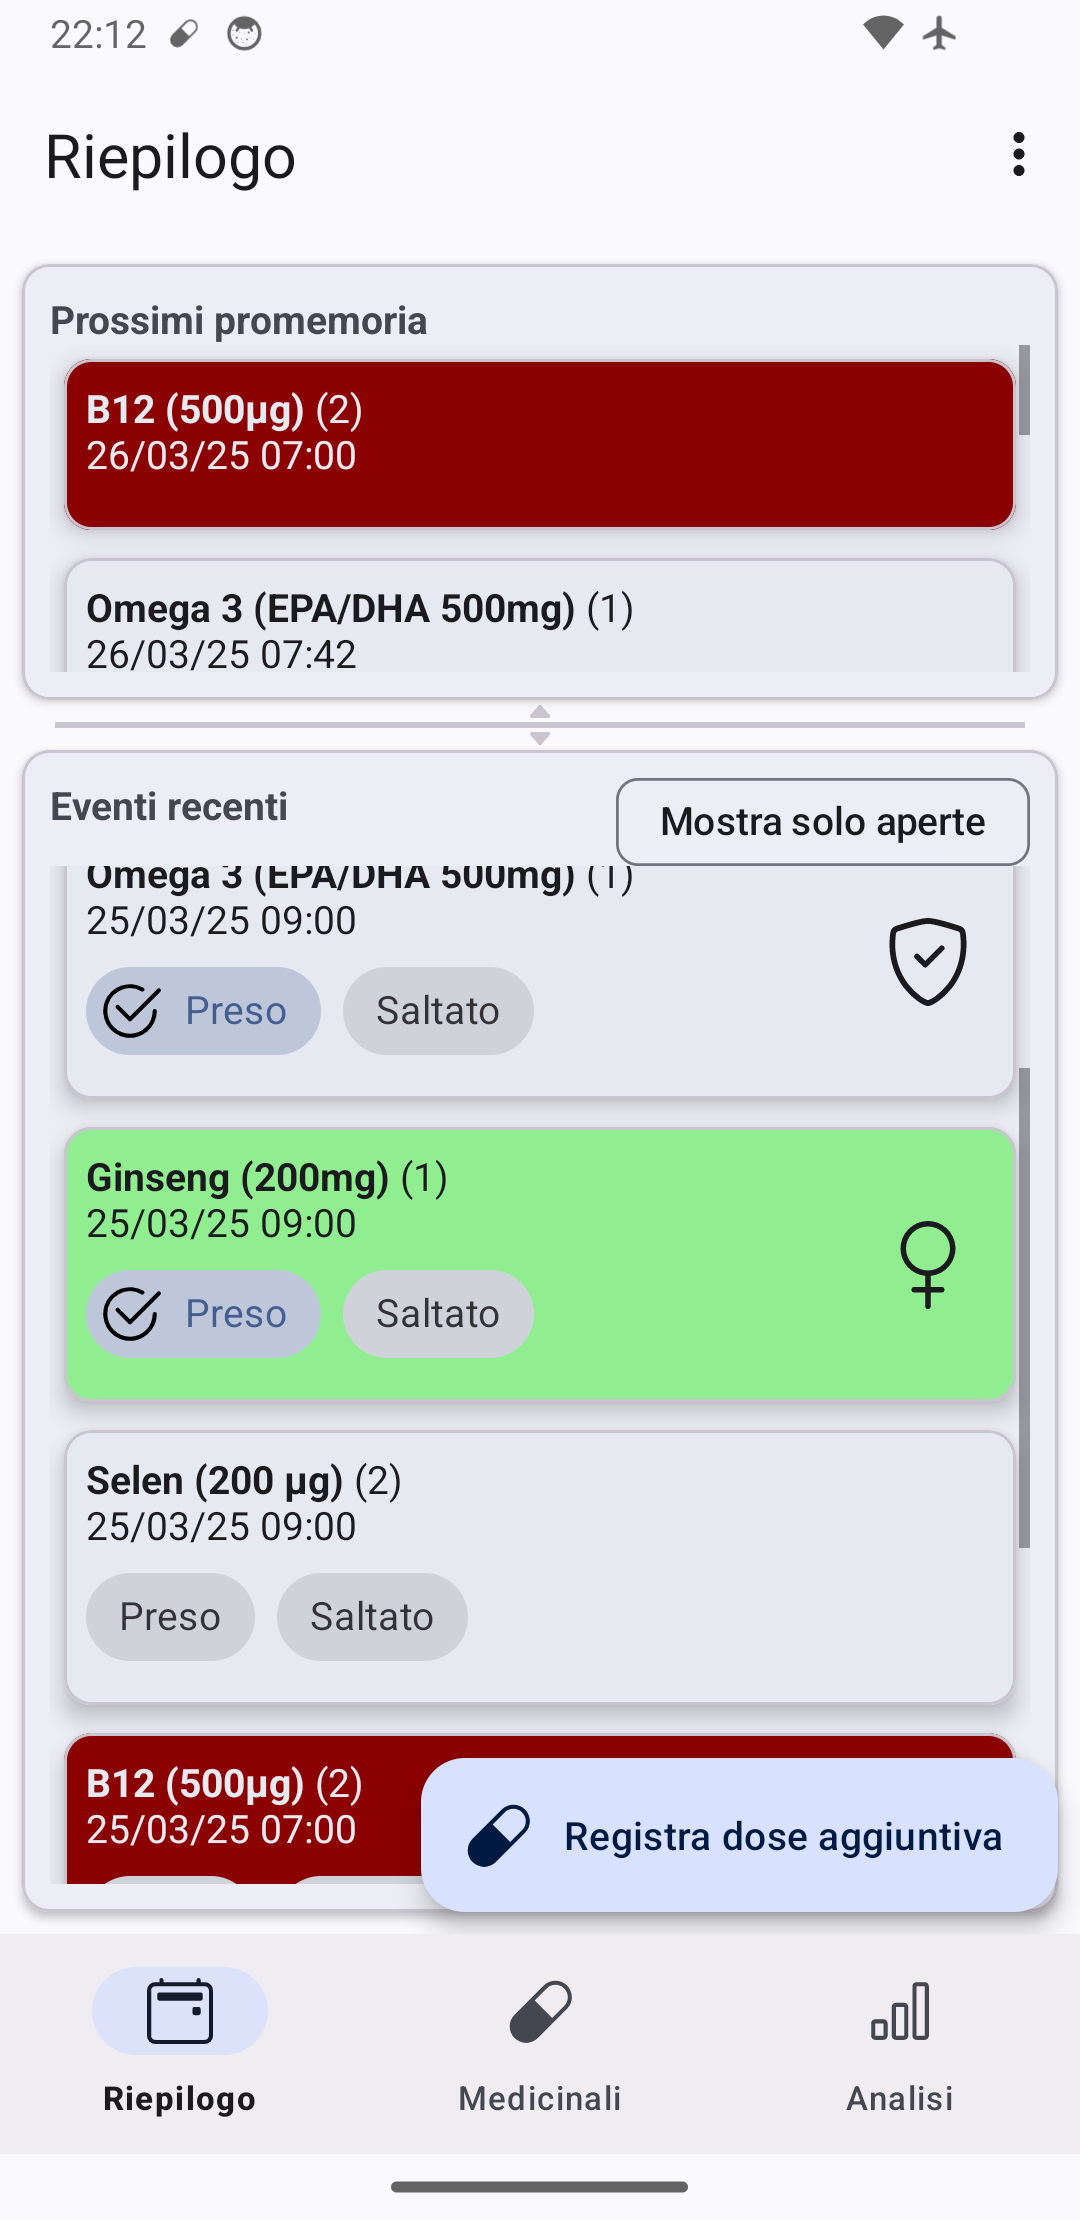 22:12
Riepilogo
Prossimi promemoria
B12 (500µg) (2)
26/03/25 07:00
Omega 3 (EPA/DHA 500mg) (1)
26/03/25 07:42
Eventi recenti
Mostra solo aperte
Omega 3 (EPA/DHA 500mg) (1)
25/03/25 09:00
Preso
Saltato
Ginseng (200mg) (1)
25/03/25 09:00
Preso
Saltato
Selen (200 µg) (2)
25/03/25 09:00
Preso
Saltato
B12 (500µg) (2)
25/03/25 07:00
Registra dose aggiuntiva
Riepilogo
Medicinali
Analisi